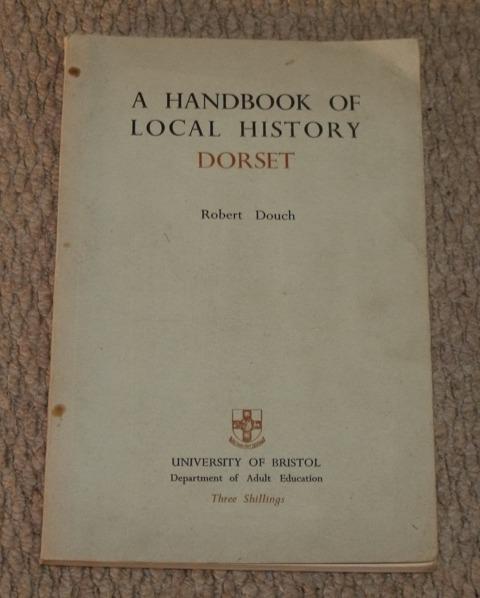 A HANDBOOK OF
LOCAL HISTORY
DORSET
Robert Douch
UNIVERSITY OF BRISTOL
Department of Adult Education
Three Shillings